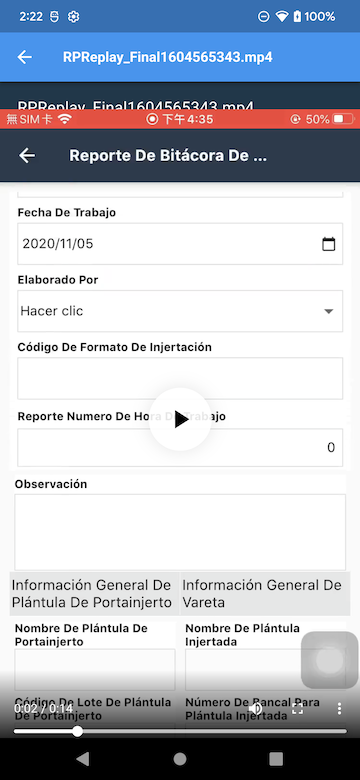 2:22
100%
RPReplay_Final1604565343.mp4
RPReplay_Final1604565343.mp4
無SIM卡
下午4:35
50%
Reporte De Bitácora De ...
Fecha De Trabajo
2020/11/05
Elaborado Por
Hacer clic
Código De Formato De Injertación
Reporte Numero De Hora De Trabajo
0
Observación
Información General De
Plántula De Portainjerto
Información General De
Vareta
Nombre De Plántula De
Portainjerto
Nombre De Plántula
Injertada
Código De Lote De Plántula
De Portainjerto
Número De Bancal Para
Plántula Injertada
0:02 / 0:14